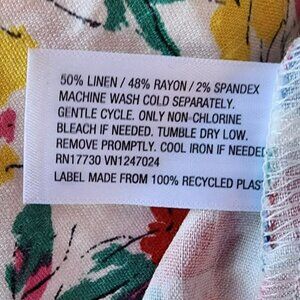 50% LINEN / 48% RAYON / 2% SPANDEX
MACHINE WASH COLD SEPARATELY.
GENTLE CYCLE. ONLY NON-CHLORINE
BLEACH IF NEEDED. TUMBLE DRY LOW.
REMOVE PROMPTLY. COOL IRON IF NEEDED
RN17730 VN1247024
LABEL MADE FROM 100% RECYCLED PLAST